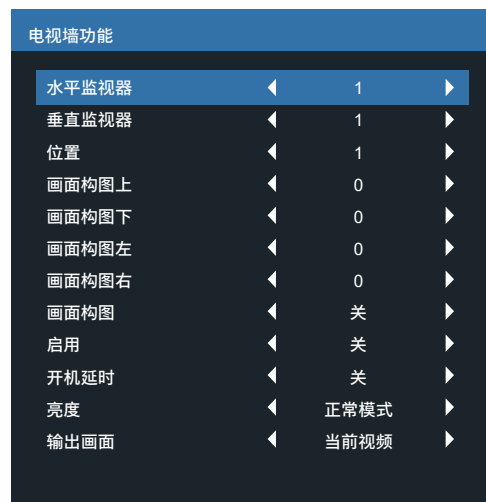 电视墙功能
水平监视器 1
垂直监视器 1
位置 1
画面构图上 0
画面构图下 0
画面构图左 0
画面构图右 0
画面构图 关
启用 关
开机延时 关
亮度 正常模式
输出画面 当前视频